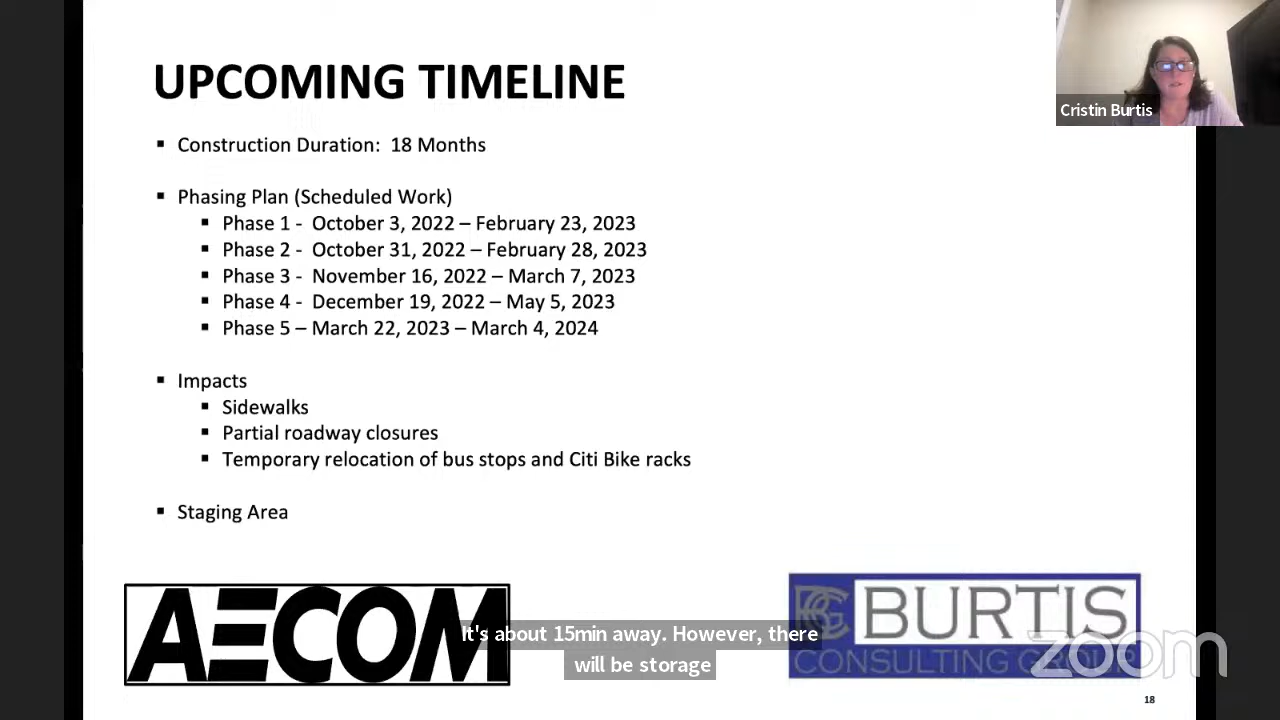 UPCOMING TIMELINE
Cristin Burtis
▪ Construction Duration: 18 Months
▪ Phasing Plan (Scheduled Work)
▪ Phase 1 - October 3, 2022 – February 23, 2023
▪ Phase 2 - October 31, 2022 – February 28, 2023
▪ Phase 3 - November 16, 2022 – March 7, 2023
▪ Phase 4 - December 19, 2022 – May 5, 2023
▪ Phase 5 – March 22, 2023 – March 4, 2024
▪ Impacts
▪ Sidewalks
▪ Partial roadway closures
▪ Temporary relocation of bus stops and Citi Bike racks
▪ Staging Area
AECOM
BCG BURTIS
CONSULTING GROUP
It's about 15min away. However, there
will be storage
zoom
18